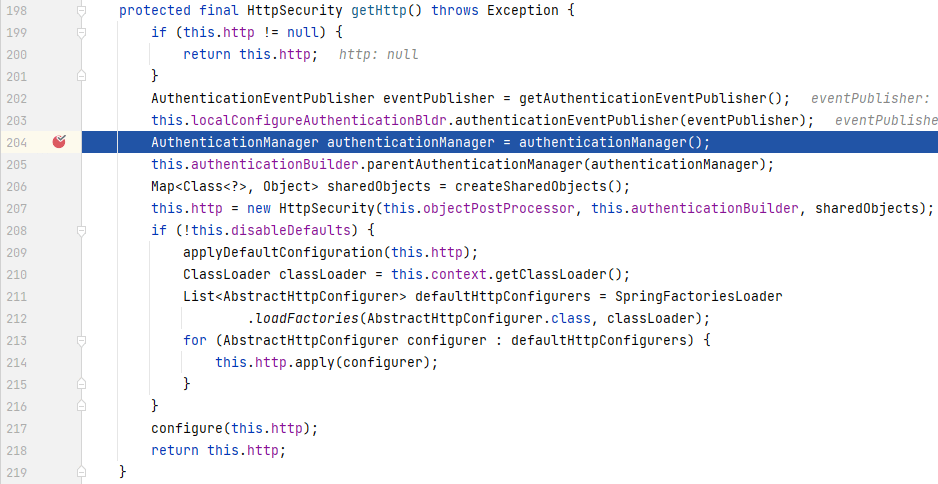 198 protected final HttpSecurity getHttp() throws Exception {
199 if (this.http != null) {
200 return this.http; http: null
201 }
202 AuthenticationEventPublisher eventPublisher = getAuthenticationEventPublisher(); eventPublisher:
203 this.localConfigureAuthenticationBldr.authenticationEventPublisher(eventPublisher); eventPublishe
204 AuthenticationManager authenticationManager = authenticationManager();
205 this.authenticationBuilder.parentAuthenticationManager(authenticationManager);
206 Map<Class<?>, Object> sharedObjects = createSharedObjects();
207 this.http = new HttpSecurity(this.objectPostProcessor, this.authenticationBuilder, sharedObjects);
208 if (!this.disableDefaults) {
209 applyDefaultConfiguration(this.http);
210 ClassLoader classLoader = this.context.getClassLoader();
211 List<AbstractHttpConfigurer> defaultHttpConfigurers = SpringFactoriesLoader
212 .loadFactories(AbstractHttpConfigurer.class, classLoader);
213 for (AbstractHttpConfigurer configurer : defaultHttpConfigurers) {
214 this.http.apply(configurer);
215 }
216 }
217 configure(this.http);
218 return this.http;
219 }